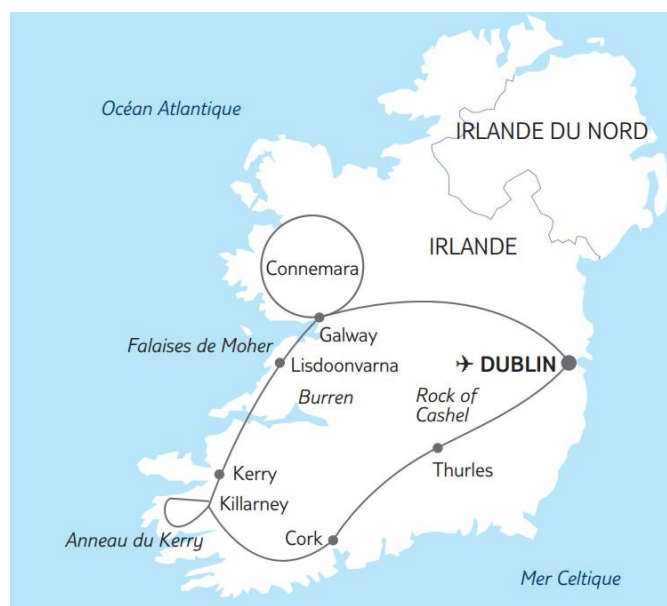 Océan Atlantique
IRLANDE DU NORD
IRLANDE
Connemara
Galway
Falaises de Moher
Lisdoonvarna
DUBLIN
Burren
Rock of
Cashel
Thurles
Kerry
Killarney
Anneau du Kerry
Cork
Mer Celtique